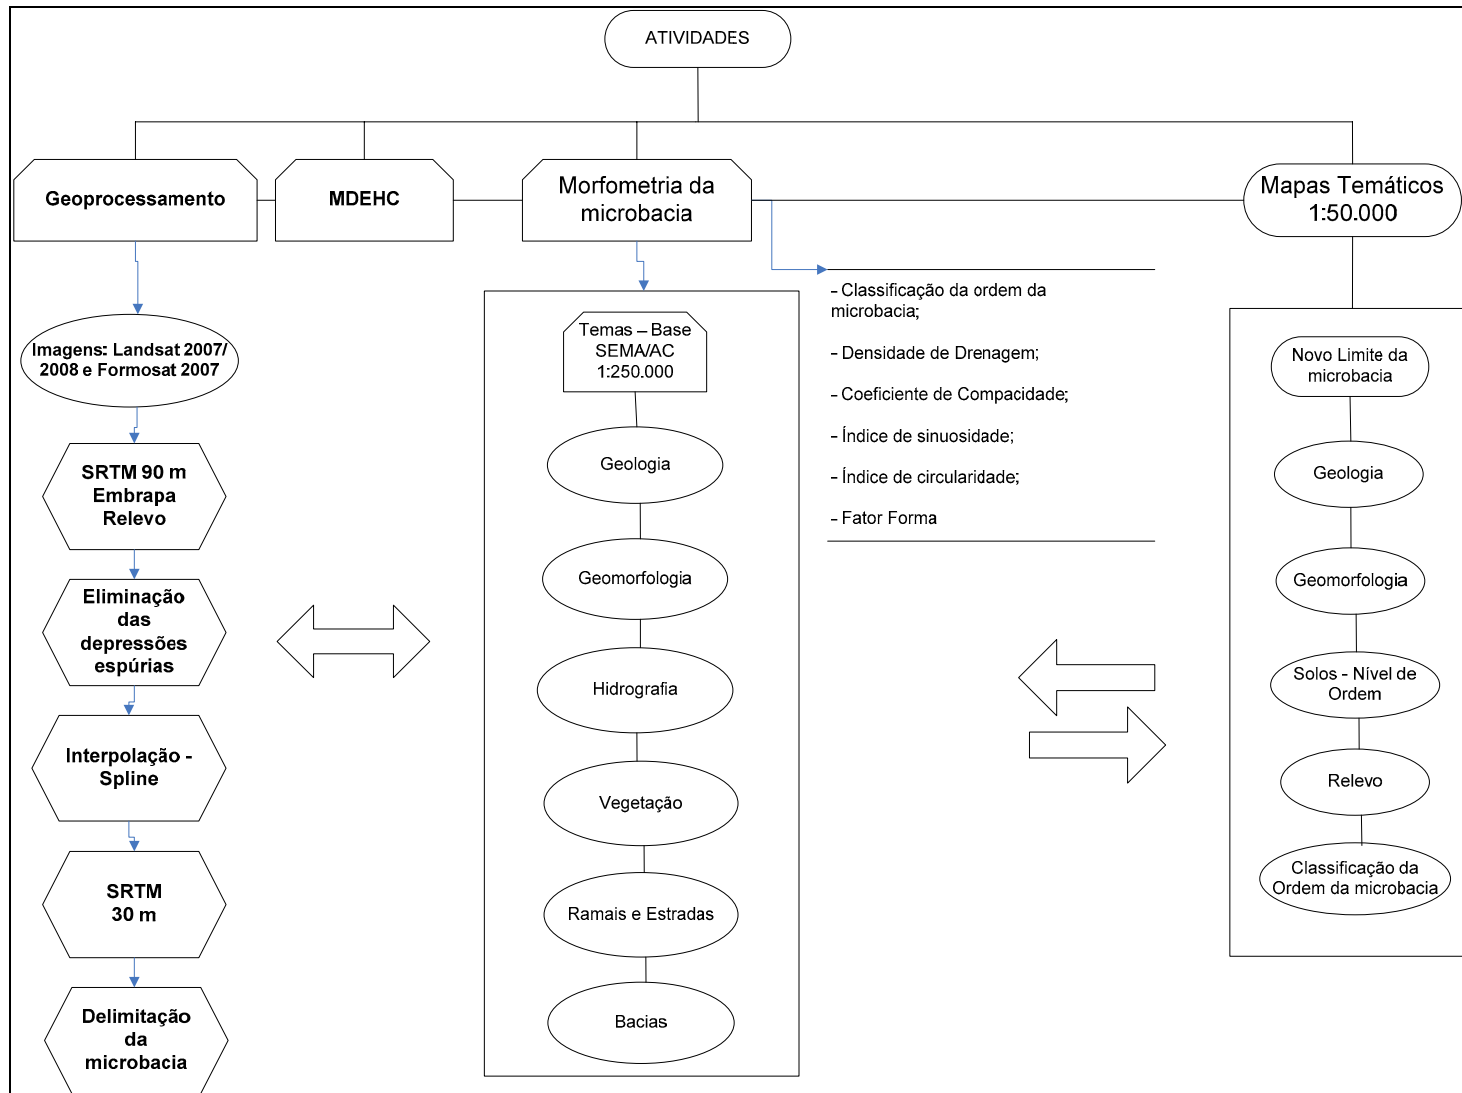 ATIVIDADES
Geoprocessamento
MDEHC
Morfometria da
microbacia
Mapas Temáticos
1:50.000
Imagens: Landsat 2007/
2008 e Formosat 2007
SRTM 90 m
Embrapa
Relevo
Eliminação
das
depressões
espúrias
Interpolação -
Spline
SRTM
30 m
Delimitação
da
microbacia
Temas – Base
SEMA/AC
1:250.000
Geologia
Geomorfologia
Hidrografia
Vegetação
Ramais e Estradas
Bacias
– Classificação da ordem da
microbacia;
– Densidade de Drenagem;
– Coeficiente de Compacidade;
– Índice de sinuosidade;
– Índice de circularidade;
– Fator Forma
Novo Limite da
microbacia
Geologia
Geomorfologia
Solos - Nível de
Ordem
Relevo
Classificação da
Ordem da microbacia